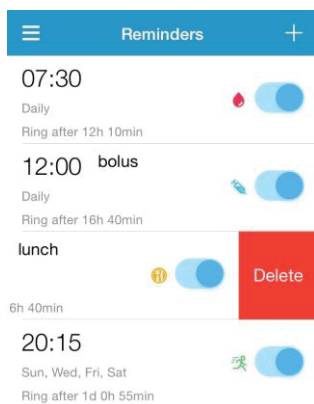 Reminders
07:30
Daily
Ring after 12h 10min
12:00 bolus
Daily
Ring after 16h 40min
lunch
Delete
6h 40min
20:15
Sun, Wed, Fri, Sat
Ring after 1d 0h 55min